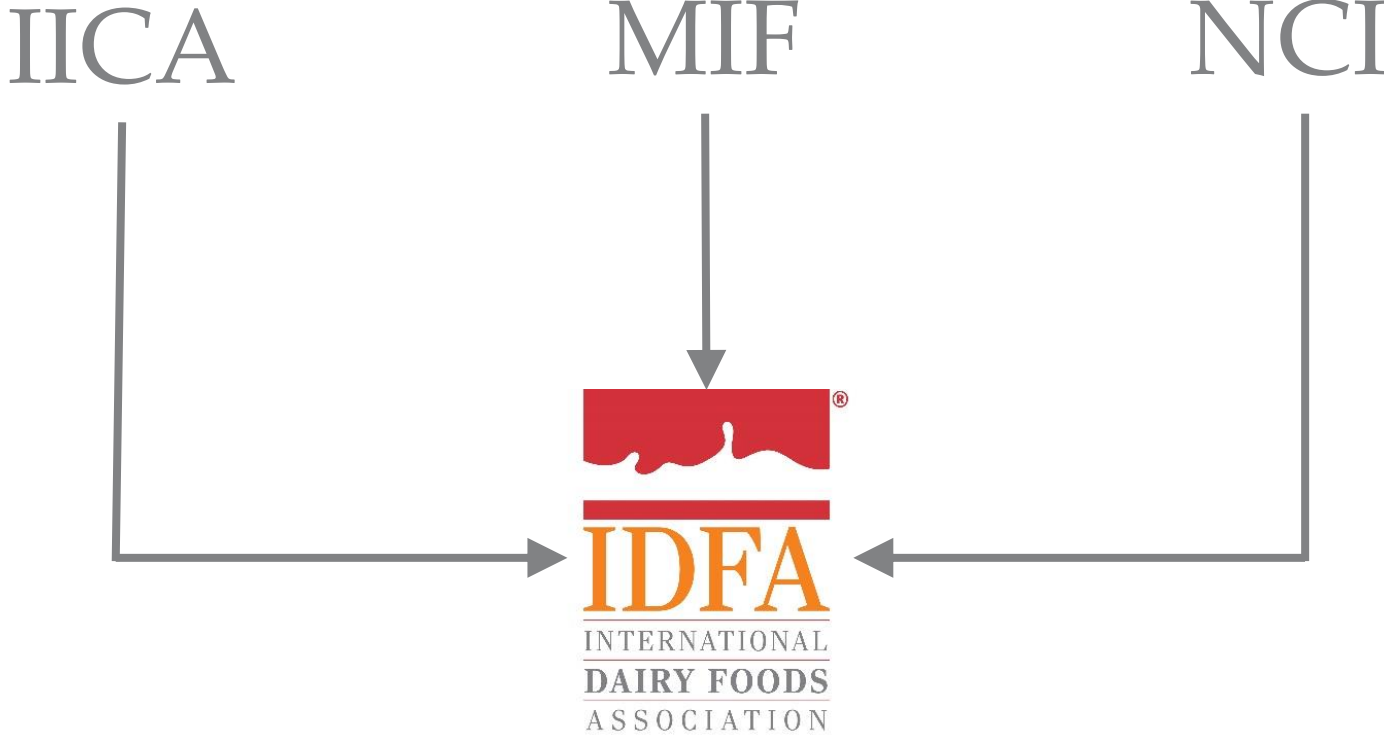 IICA
MIF
NCI
®
IDFA
INTERNATIONAL
DAIRY FOODS
ASSOCIATION